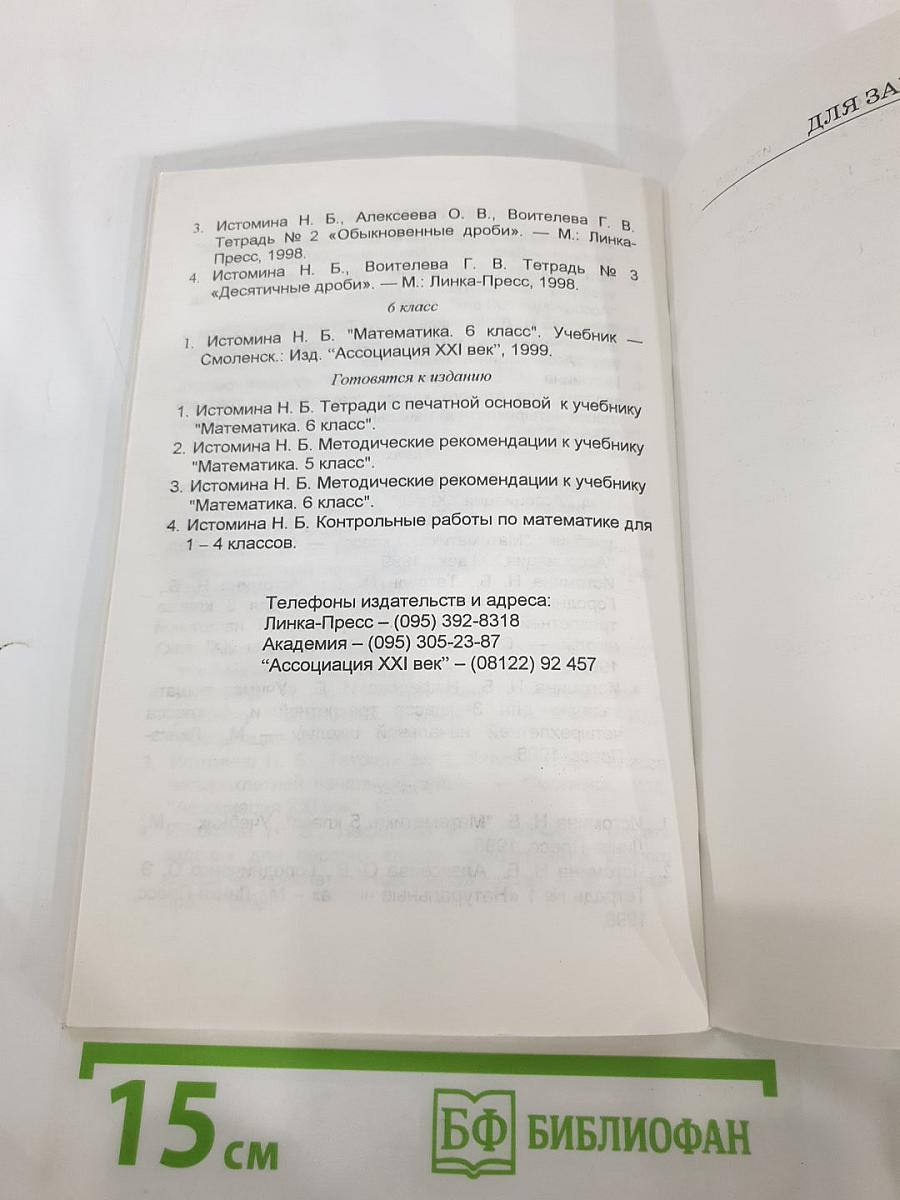 3. Истомина Н. Б., Алексеева О. В., Воителева Г. В.
Тетрадь № 2 «Обыкновенные дроби». — М.: Линка-
Пресс, 1998.
4. Истомина Н. Б., Воителева Г. В. Тетрадь № 3
«Десятичные дроби». — М.: Линка-Пресс, 1998.
6 класс
1. Истомина Н. Б. "Математика. 6 класс". Учебник —
Смоленск.: Изд. “Ассоциация XXI век”, 1999.
Готовятся к изданию
1. Истомина Н. Б. Тетради с печатной основой к учебнику
"Математика. 6 класс".
2. Истомина Н. Б. Методические рекомендации к учебнику
"Математика. 5 класс".
3. Истомина Н. Б. Методические рекомендации к учебнику
"Математика. 6 класс".
4. Истомина Н. Б. Контрольные работы по математике для
1 – 4 классов.
Телефоны издательств и адреса:
Линка-Пресс – (095) 392-8318
Академия – (095) 305-23-87
“Ассоциация XXI век” – (08122) 92 457
ДЛЯ
15 см
БФ БИБЛИОФАН